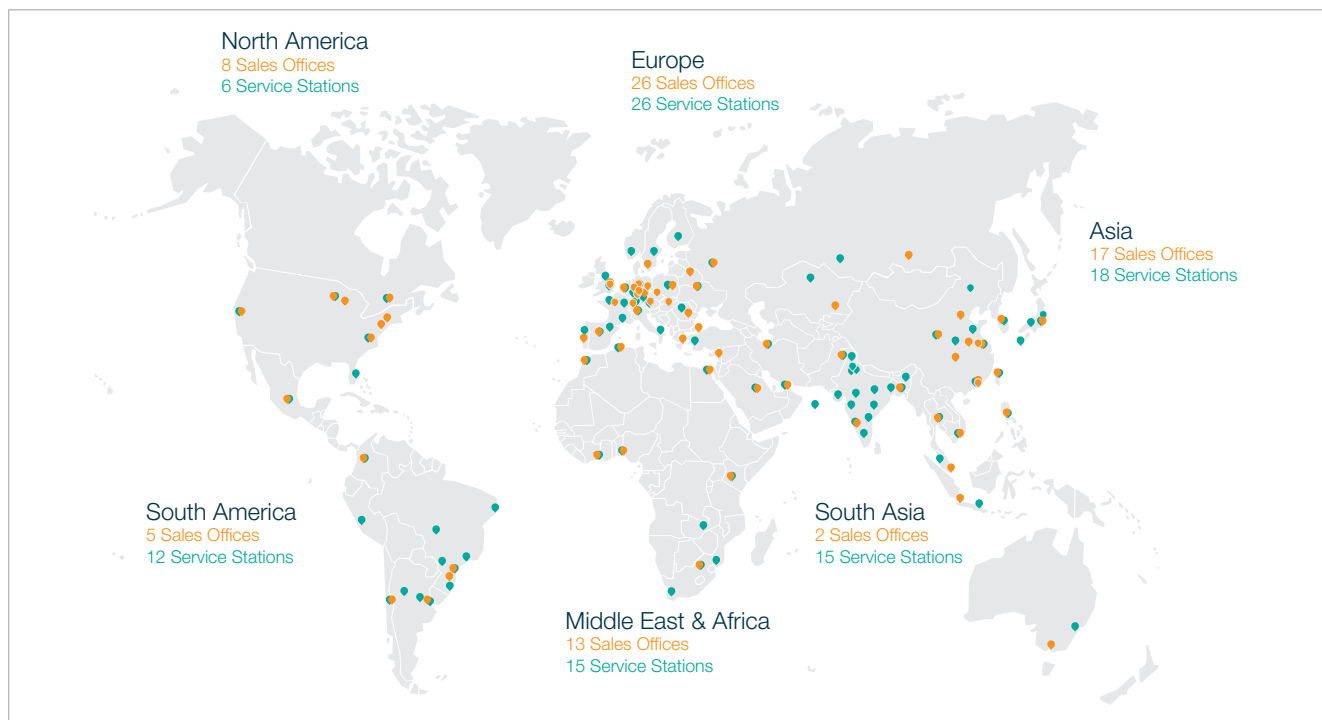 North America
8 Sales Offices
6 Service Stations
Europe
26 Sales Offices
26 Service Stations
Asia
17 Sales Offices
18 Service Stations
South America
5 Sales Offices
12 Service Stations
South Asia
2 Sales Offices
15 Service Stations
Middle East & Africa
13 Sales Offices
15 Service Stations